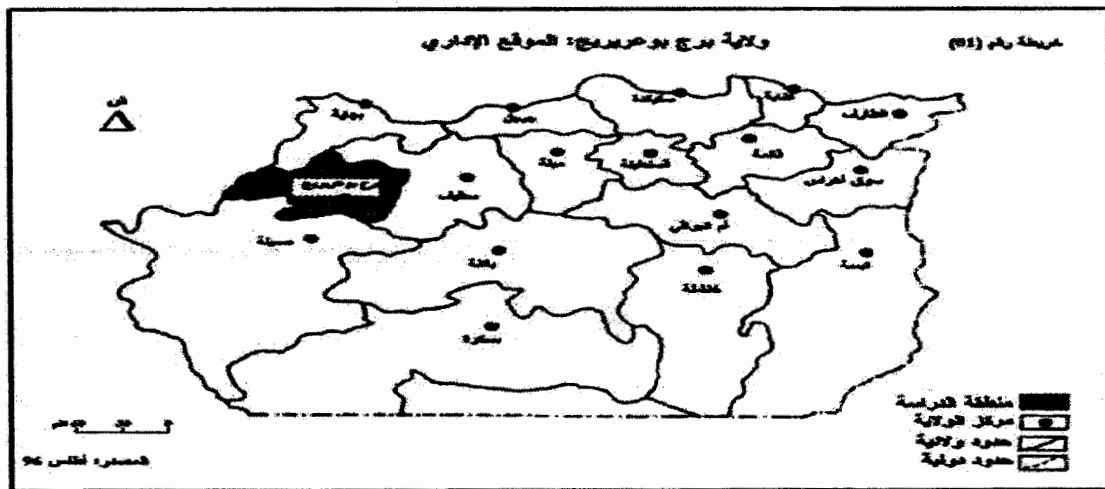 خريطة رقم (01)
ولاية برج بوعريريج: الموقع الإداري
ش
بجاية
جيجل
سكيكدة
عنابة
الطارف
برج بوعريريج
سطيف
ميلة
قسنطينة
قالمة
سوق أهراس
مسيلة
باتنة
أم البواقي
خنشلة
تبسة
بسكرة
منطقة الدراسة
مركز الولاية
حدود ولائية
حدود دولية
المصدر: أطلس 96